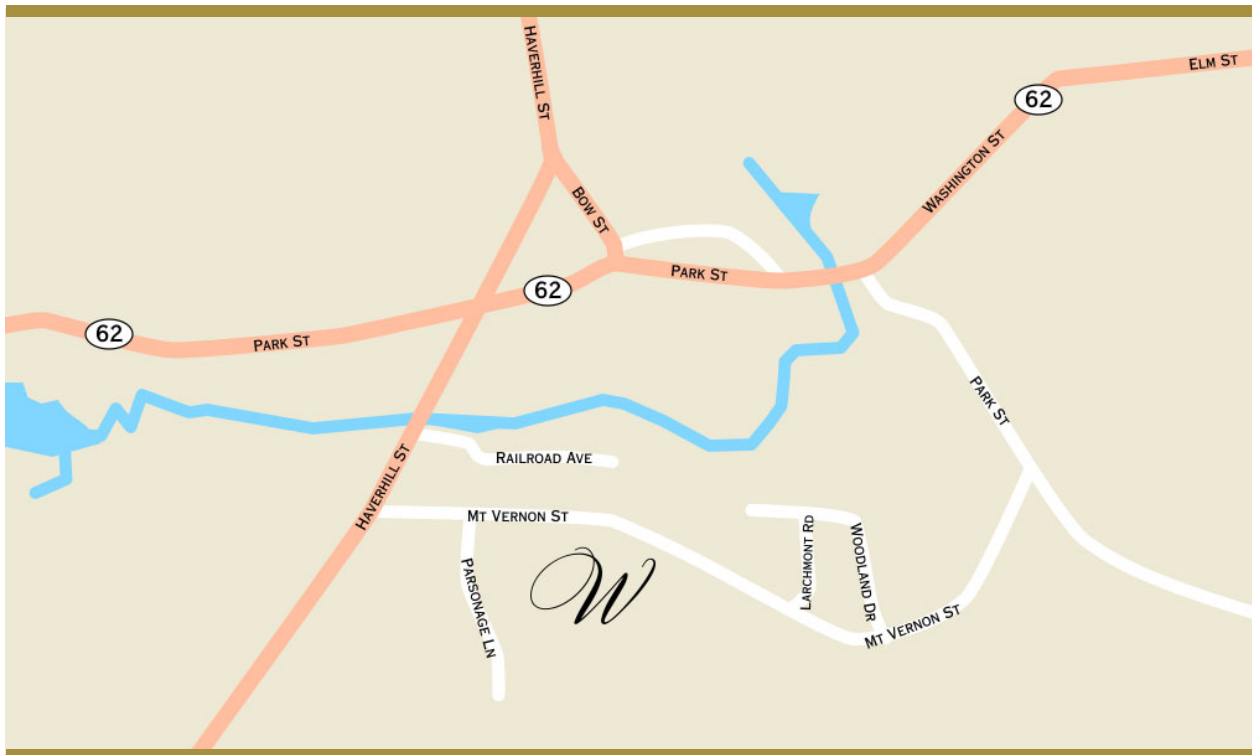 HAVERHILL ST
ELM ST
62
WASHINGTON ST
BOW ST
PARK ST
62
62
PARK ST
PARK ST
RAILROAD AVE
HAVERHILL ST
MT VERNON ST
LARCHMONT RD
WOODLAND DR
PARSONAGE LN
W
MT VERNON ST